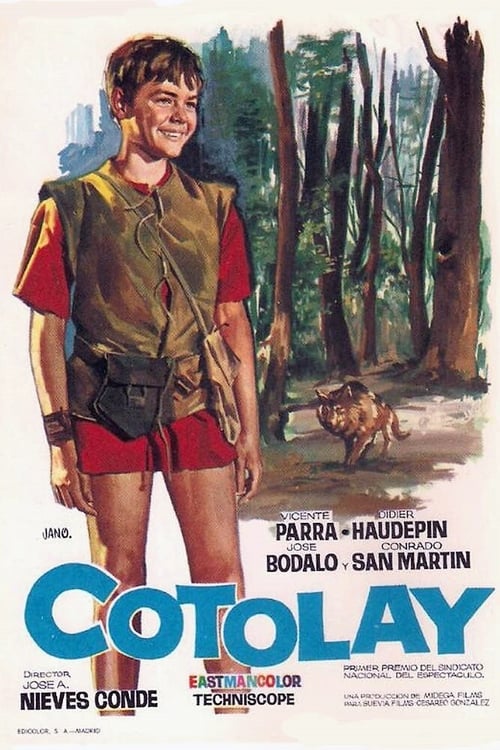 JANO.
VICENTE DIDIER
PARRA • HAUDEPIN
JOSE CONRADO
BODALO Y SAN MARTIN
COTOLAY
DIRECTOR
JOSE A.
NIEVES CONDE
EASTMANCOLOR
TECHNISCOPE
PRIMER PREMIO DEL SINDICATO
NACIONAL DEL ESPECTACULO.
UNA PRODUCCION DE MIDEGA FILMS
PARA SUEVIA FILMS CESAREO GONZALEZ
EDICOLOR, S. A.-MADRID